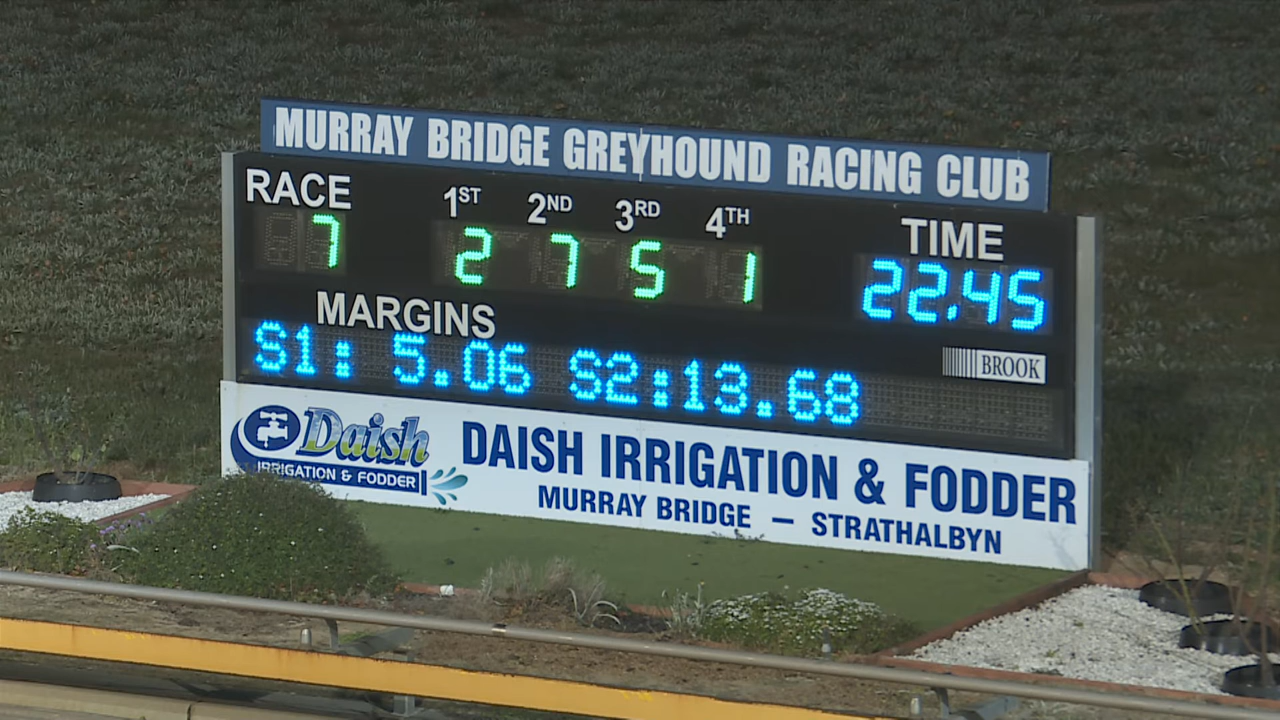 MURRAY BRIDGE GREYHOUND RACING CLUB
RACE 1ST 2ND 3RD 4TH TIME
7 2 7 5 1 22.45
MARGINS
S1: 5.06 S2:13.68
BROOK
Daish
IRRIGATION & FODDER
DAISH IRRIGATION & FODDER
MURRAY BRIDGE – STRATHALBYN